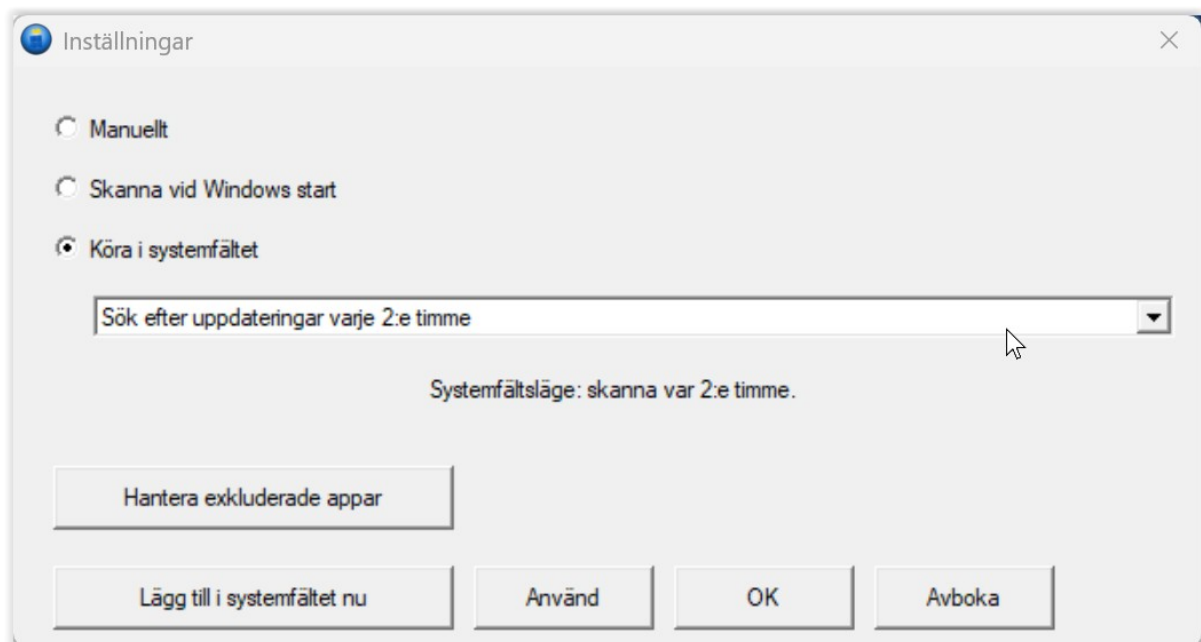 Inställningar
Manuellt
Skanna vid Windows start
Köra i systemfältet
Sök efter uppdateringar varje 2:e timme
Systemfältsläge: skanna var 2:e timme.
Hantera exkluderade appar
Lägg till i systemfältet nu
Använd
OK
Avboka